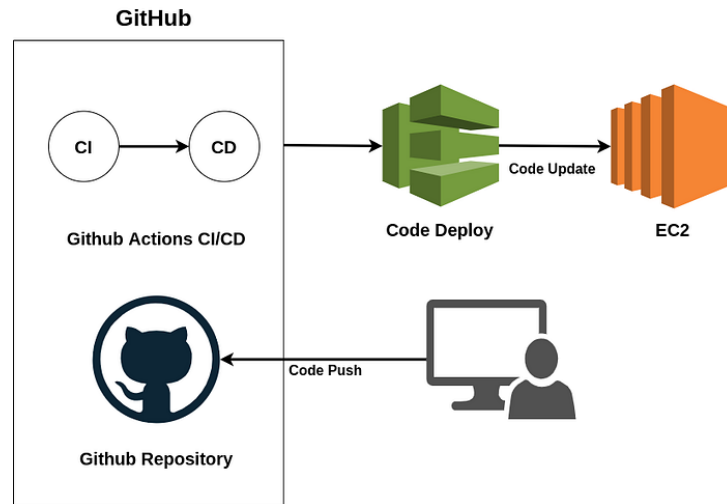 GitHub
CI
CD
Github Actions CI/CD
Code Deploy
Code Update
EC2
Code Push
Github Repository